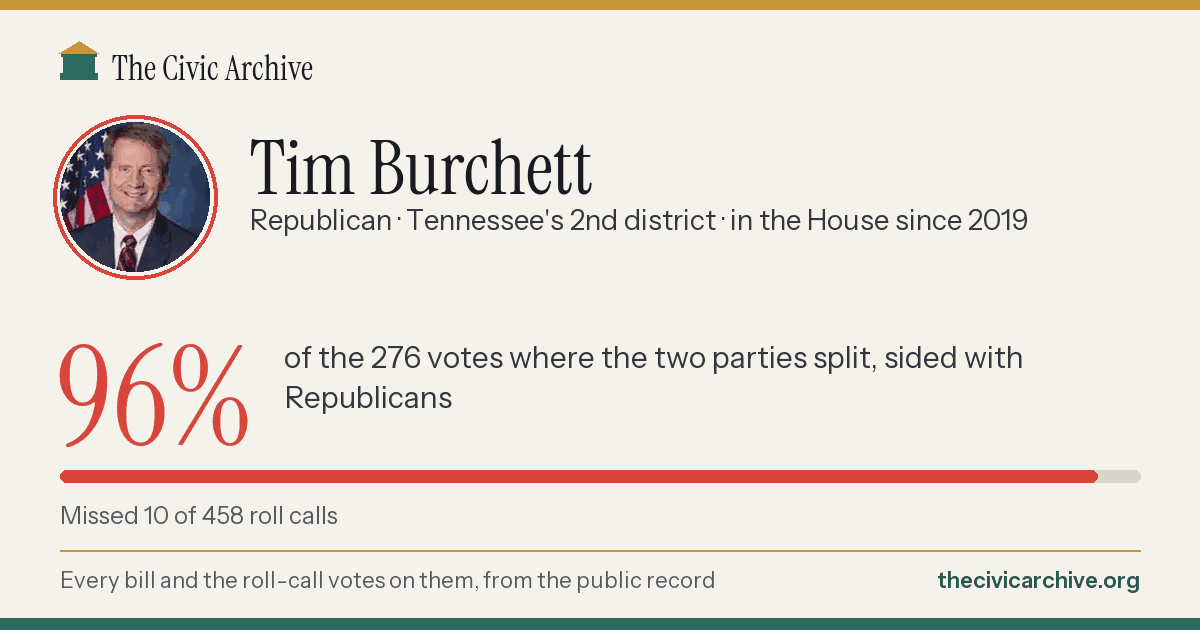 The Civic Archive
Tim Burchett
Republican · Tennessee's 2nd district · in the House since 2019
96%
of the 276 votes where the two parties split, sided with
Republicans
Missed 10 of 458 roll calls
Every bill and the roll-call votes on them, from the public record
thecivicarchive.org